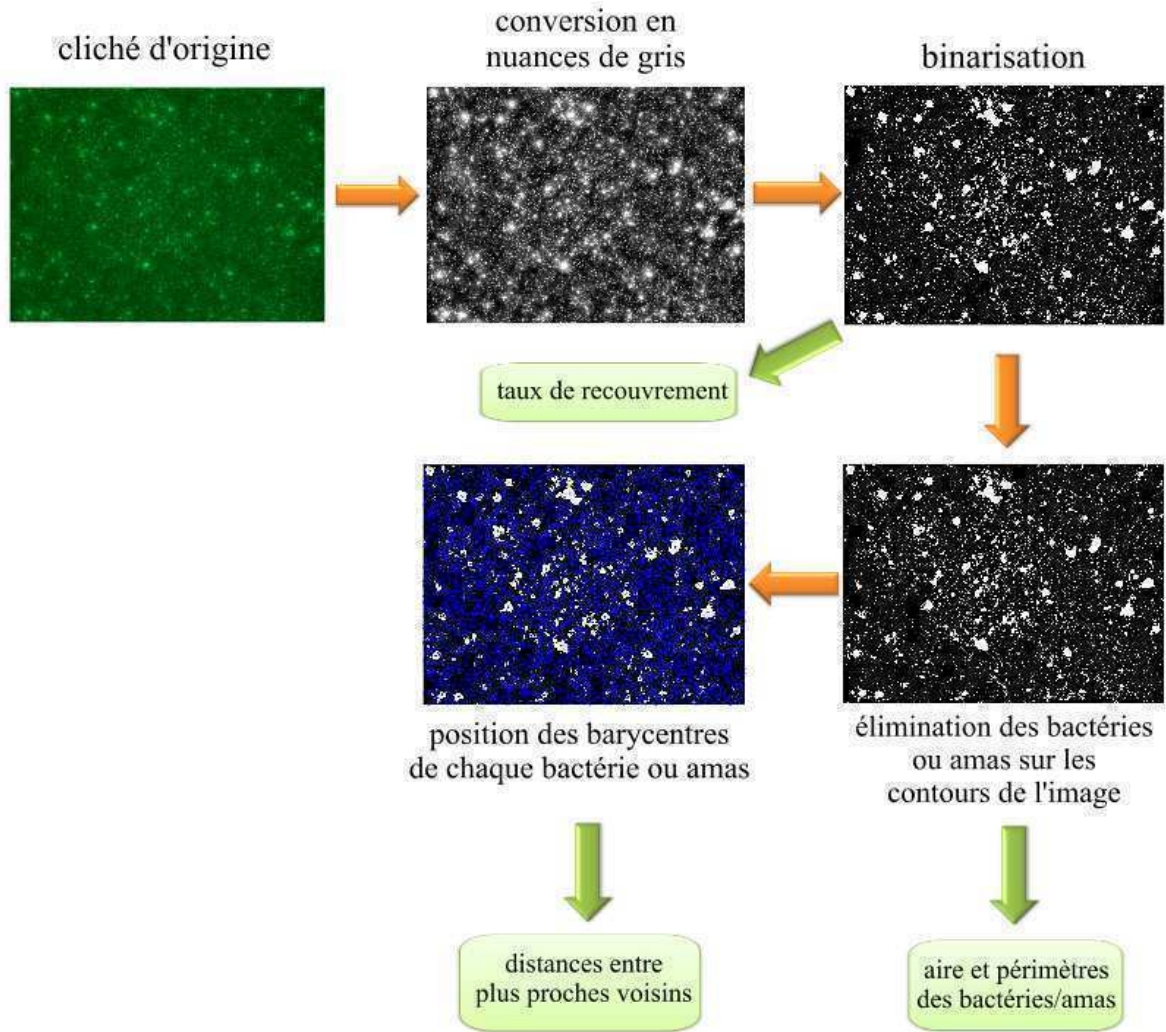 cliché d'origine
conversion en
nuances de gris
binarisation
taux de recouvrement
position des barycentres
de chaque bactérie ou amas
élimination des bactéries
ou amas sur les
contours de l'image
distances entre
plus proches voisins
aire et périmètres
des bactéries/amas